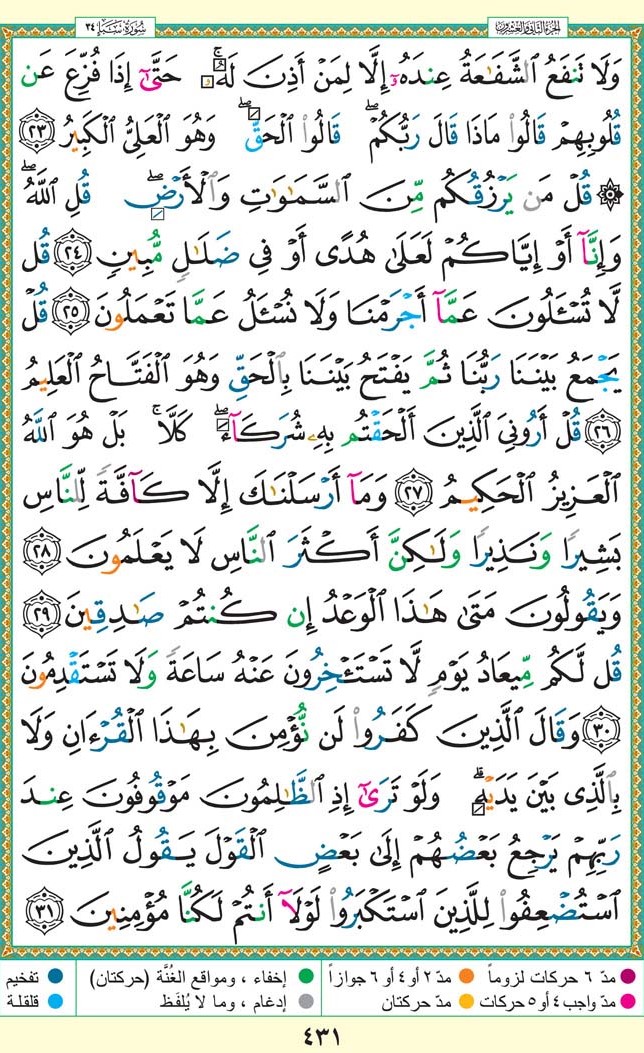 الجزء الثاني والعشرون
سُورَةُ سَبَإٍ ٣٤
وَلَا تَنفَعُ ٱلشَّفَـٰعَةُ عِندَهُۥٓ إِلَّا لِمَنْ أَذِنَ لَهُۥ ۚ حَتَّىٰٓ إِذَا فُزِّعَ عَن
قُلُوبِهِمْ قَالُوا۟ مَاذَا قَالَ رَبُّكُمْ ۖ قَالُوا۟ ٱلْحَقَّ ۖ وَهُوَ ٱلْعَلِىُّ ٱلْكَبِيرُ ٢٣
۞ قُلْ مَن يَرْزُقُكُم مِّنَ ٱلسَّمَـٰوَٰتِ وَٱلْأَرْضِ ۖ قُلِ ٱللَّهُ ۖ
وَإِنَّآ أَوْ إِيَّاكُمْ لَعَلَىٰ هُدًى أَوْ فِى ضَلَـٰلٍ مُّبِينٍ ٢٤ قُل
لَّا تُسْـَٔلُونَ عَمَّآ أَجْرَمْنَا وَلَا نُسْـَٔلُ عَمَّا تَعْمَلُونَ ٢٥ قُلْ
يَجْمَعُ بَيْنَنَا رَبُّنَا ثُمَّ يَفْتَحُ بَيْنَنَا بِٱلْحَقِّ وَهُوَ ٱلْفَتَّاحُ ٱلْعَلِيمُ
٢٦ قُلْ أَرُونِىَ ٱلَّذِينَ أَلْحَقْتُم بِهِۦ شُرَكَآءَ ۖ كَلَّا ۚ بَلْ هُوَ ٱللَّهُ
ٱلْعَزِيزُ ٱلْحَكِيمُ ٢٧ وَمَآ أَرْسَلْنَـٰكَ إِلَّا كَآفَّةً لِّلنَّاسِ
بَشِيرًا وَنَذِيرًا وَلَـٰكِنَّ أَكْثَرَ ٱلنَّاسِ لَا يَعْلَمُونَ ٢٨
وَيَقُولُونَ مَتَىٰ هَـٰذَا ٱلْوَعْدُ إِن كُنتُمْ صَـٰدِقِينَ ٢٩
قُل لَّكُم مِّيعَادُ يَوْمٍ لَّا تَسْتَـْٔخِرُونَ عَنْهُ سَاعَةً وَلَا تَسْتَقْدِمُونَ
٣٠ وَقَالَ ٱلَّذِينَ كَفَرُوا۟ لَن نُّؤْمِنَ بِهَـٰذَا ٱلْقُرْءَانِ وَلَا
بِٱلَّذِى بَيْنَ يَدَيْهِ ۗ وَلَوْ تَرَىٰٓ إِذِ ٱلظَّـٰلِمُونَ مَوْقُوفُونَ عِندَ
رَبِّهِمْ يَرْجِعُ بَعْضُهُمْ إِلَىٰ بَعْضٍ ٱلْقَوْلَ يَقُولُ ٱلَّذِينَ
ٱسْتُضْعِفُوا۟ لِلَّذِينَ ٱسْتَكْبَرُوا۟ لَوْلَآ أَنتُمْ لَكُنَّا مُؤْمِنِينَ ٣١
مدّ ٦ حركات لزوماً مدّ ٢ أو ٤ أو ٦ جوازاً إخفاء ، ومواقع الغُنَّة (حركتان) تفخيم
مدّ واجب ٤ أو ٥ حركات مدّ حركتان إدغام ، وما لا يُلفَظ قلقلة
٤٣١